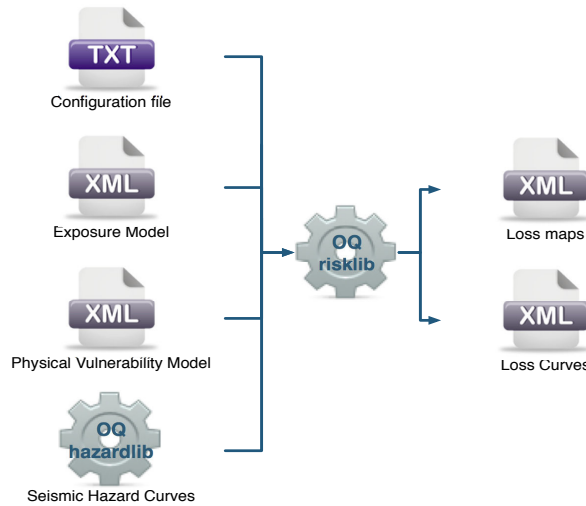 TXT
Configuration file
XML
Exposure Model
XML
Physical Vulnerability Model
OQ
hazardlib
Seismic Hazard Curves
OQ
risklib
XML
Loss maps
XML
Loss Curves